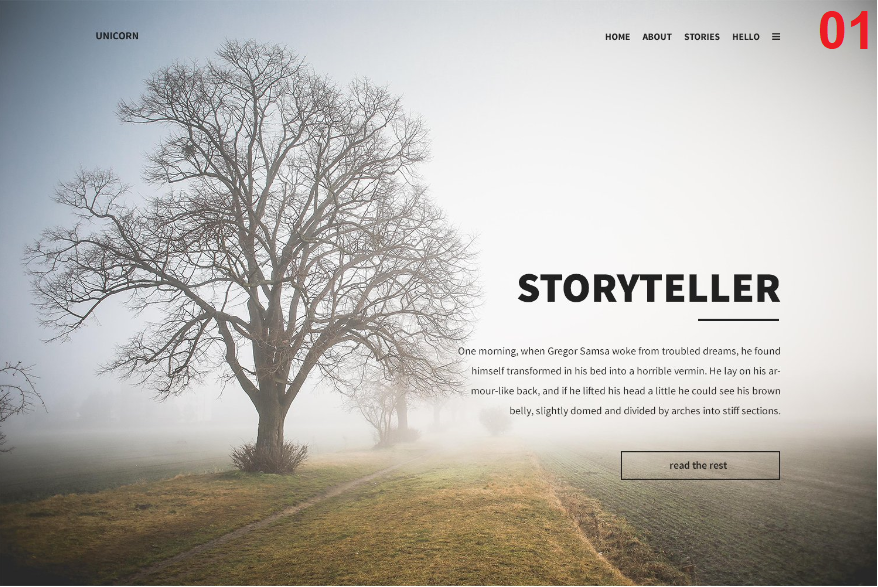 UNICORN
HOME ABOUT STORIES HELLO
01
STORYTELLER
One morning, when Gregor Samsa woke from troubled dreams, he found
himself transformed in his bed into a horrible vermin. He lay on his ar-
mour-like back, and if he lifted his head a little he could see his brown
belly, slightly domed and divided by arches into stiff sections.
read the rest